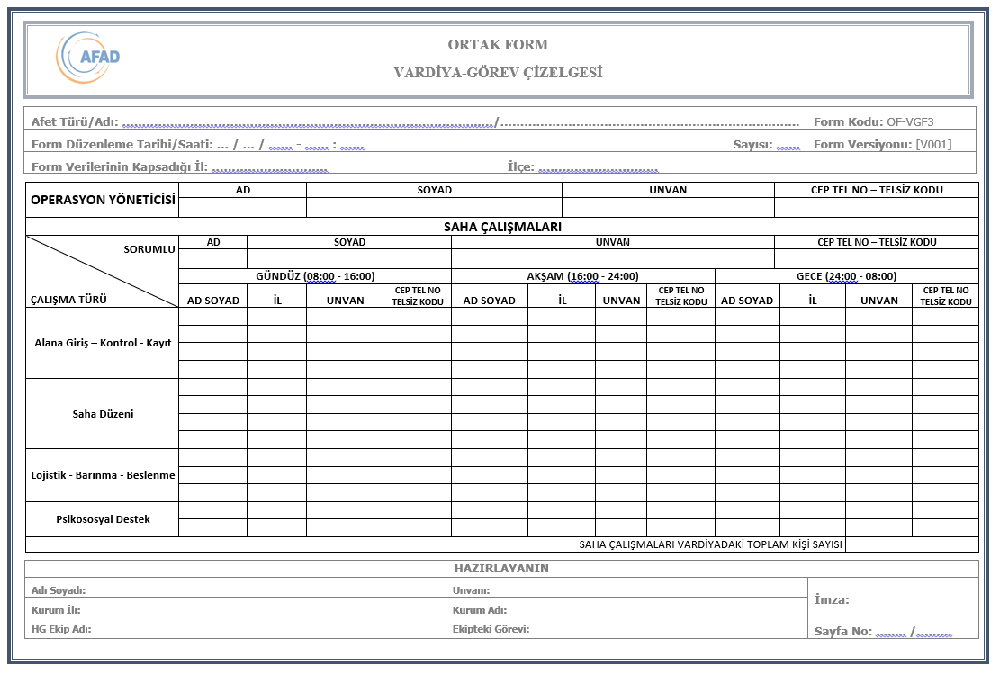 AFAD
ORTAK FORM
VARDİYA-GÖREV ÇİZELGESİ
Afet Türü/Adı: ............................................................/............................................................ Form Kodu: OF-VGF3
Form Düzenleme Tarihi/Saati: ... / ... / ...... - ...... : ...... Sayısı: ...... Form Versiyonu: [V001]
Form Verilerinin Kapsadığı İl: .............................. İlçe: ..............................
OPERASYON YÖNETİCİSİ AD SOYAD UNVAN CEP TEL NO – TELSİZ KODU
SAHA ÇALIŞMALARI
SORUMLU AD SOYAD UNVAN CEP TEL NO – TELSİZ KODU
GÜNDÜZ (08:00 - 16:00) AKŞAM (16:00 - 24:00) GECE (24:00 - 08:00)
ÇALIŞMA TÜRÜ AD SOYAD İL UNVAN CEP TEL NO TELSİZ KODU AD SOYAD İL UNVAN CEP TEL NO TELSİZ KODU AD SOYAD İL UNVAN CEP TEL NO TELSİZ KODU
Alana Giriş – Kontrol - Kayıt
Saha Düzeni
Lojistik - Barınma - Beslenme
Psikososyal Destek
SAHA ÇALIŞMALARI VARDİYADAKİ TOPLAM KİŞİ SAYISI
HAZIRLAYANIN
Adı Soyadı: Unvanı:
İmza:
Kurum İli: Kurum Adı:
HG Ekip Adı: Ekipteki Görevi: Sayfa No: ........ /.........